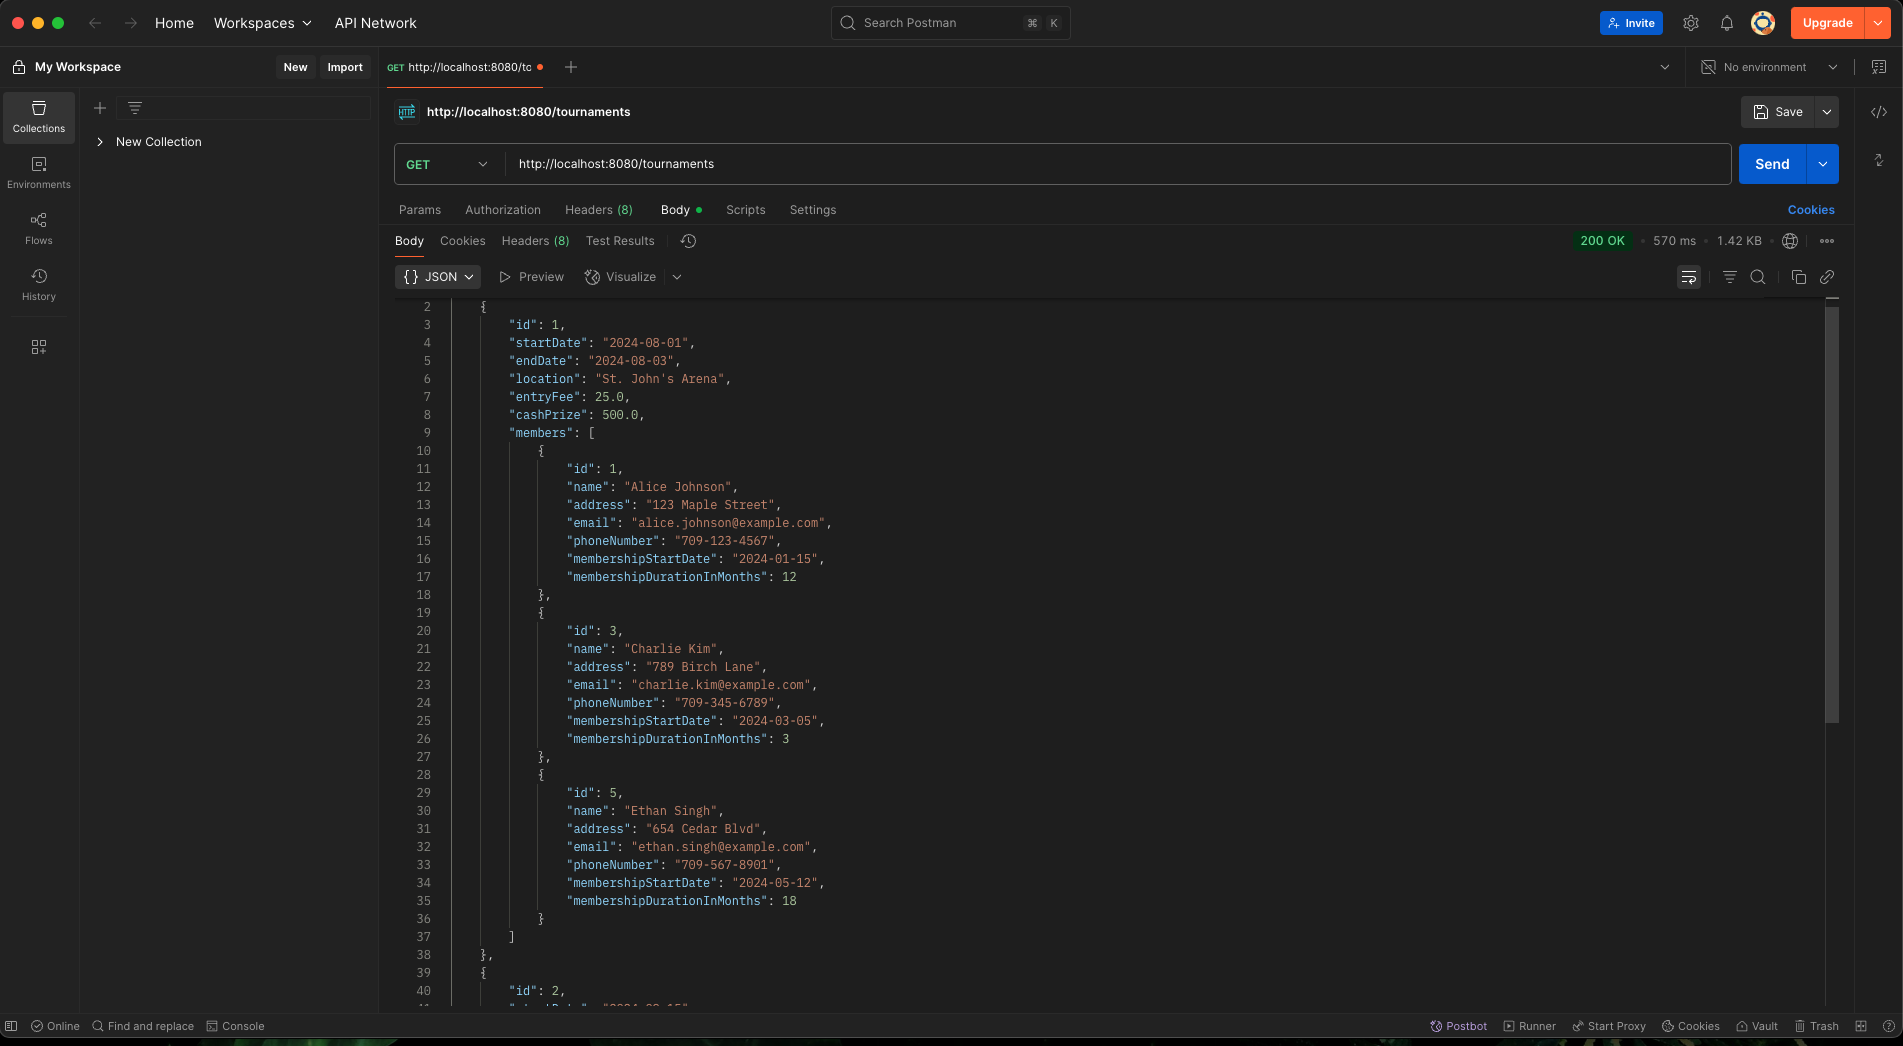 Home Workspaces API Network Search Postman ⌘ K Invite Upgrade
My Workspace New Import GET http://localhost:8080/to No environment
Collections
Environments
Flows
History
New Collection
HTTP http://localhost:8080/tournaments Save
GET http://localhost:8080/tournaments Send
Params Authorization Headers (8) Body Scripts Settings Cookies
Body Cookies Headers (8) Test Results 200 OK 570 ms 1.42 KB
{} JSON Preview Visualize
2 {
3 "id": 1,
4 "startDate": "2024-08-01",
5 "endDate": "2024-08-03",
6 "location": "St. John's Arena",
7 "entryFee": 25.0,
8 "cashPrize": 500.0,
9 "members": [
10 {
11 "id": 1,
12 "name": "Alice Johnson",
13 "address": "123 Maple Street",
14 "email": "alice.johnson@example.com",
15 "phoneNumber": "709-123-4567",
16 "membershipStartDate": "2024-01-15",
17 "membershipDurationInMonths": 12
18 },
19 {
20 "id": 3,
21 "name": "Charlie Kim",
22 "address": "789 Birch Lane",
23 "email": "charlie.kim@example.com",
24 "phoneNumber": "709-345-6789",
25 "membershipStartDate": "2024-03-05",
26 "membershipDurationInMonths": 3
27 },
28 {
29 "id": 5,
30 "name": "Ethan Singh",
31 "address": "654 Cedar Blvd",
32 "email": "ethan.singh@example.com",
33 "phoneNumber": "709-567-8901",
34 "membershipStartDate": "2024-05-12",
35 "membershipDurationInMonths": 18
36 }
37 ]
38 },
39 {
40 "id": 2,
Online Find and replace Console Postbot Runner Start Proxy Cookies Vault Trash